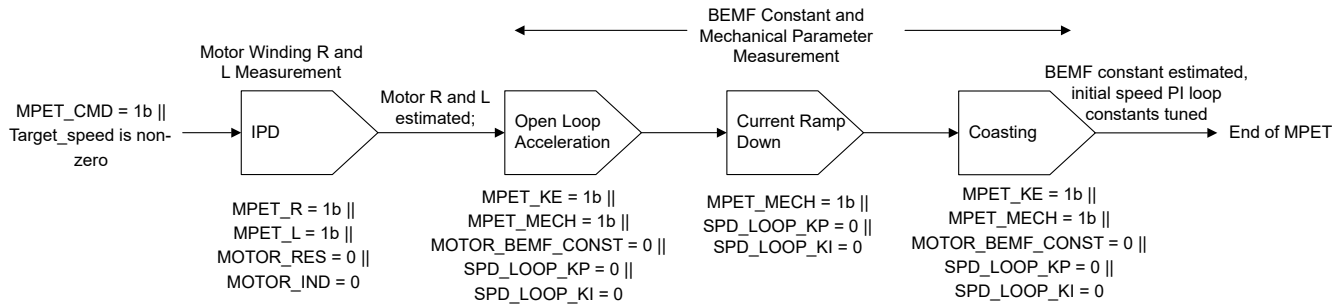 BEMF Constant and
Mechanical Parameter
Measurement
Motor Winding R and
L Measurement
MPET_CMD = 1b ||
Target_speed is non-
zero
IPD
Motor R and L
estimated;
Open Loop
Acceleration
Current Ramp
Down
Coasting
BEMF constant estimated,
initial speed PI loop
constants tuned
End of MPET
MPET_R = 1b ||
MPET_L = 1b ||
MOTOR_RES = 0 ||
MOTOR_IND = 0
MPET_KE = 1b ||
MPET_MECH = 1b ||
MOTOR_BEMF_CONST = 0 ||
SPD_LOOP_KP = 0 ||
SPD_LOOP_KI = 0
MPET_MECH = 1b ||
SPD_LOOP_KP = 0 ||
SPD_LOOP_KI = 0
MPET_KE = 1b ||
MPET_MECH = 1b ||
MOTOR_BEMF_CONST = 0 ||
SPD_LOOP_KP = 0 ||
SPD_LOOP_KI = 0